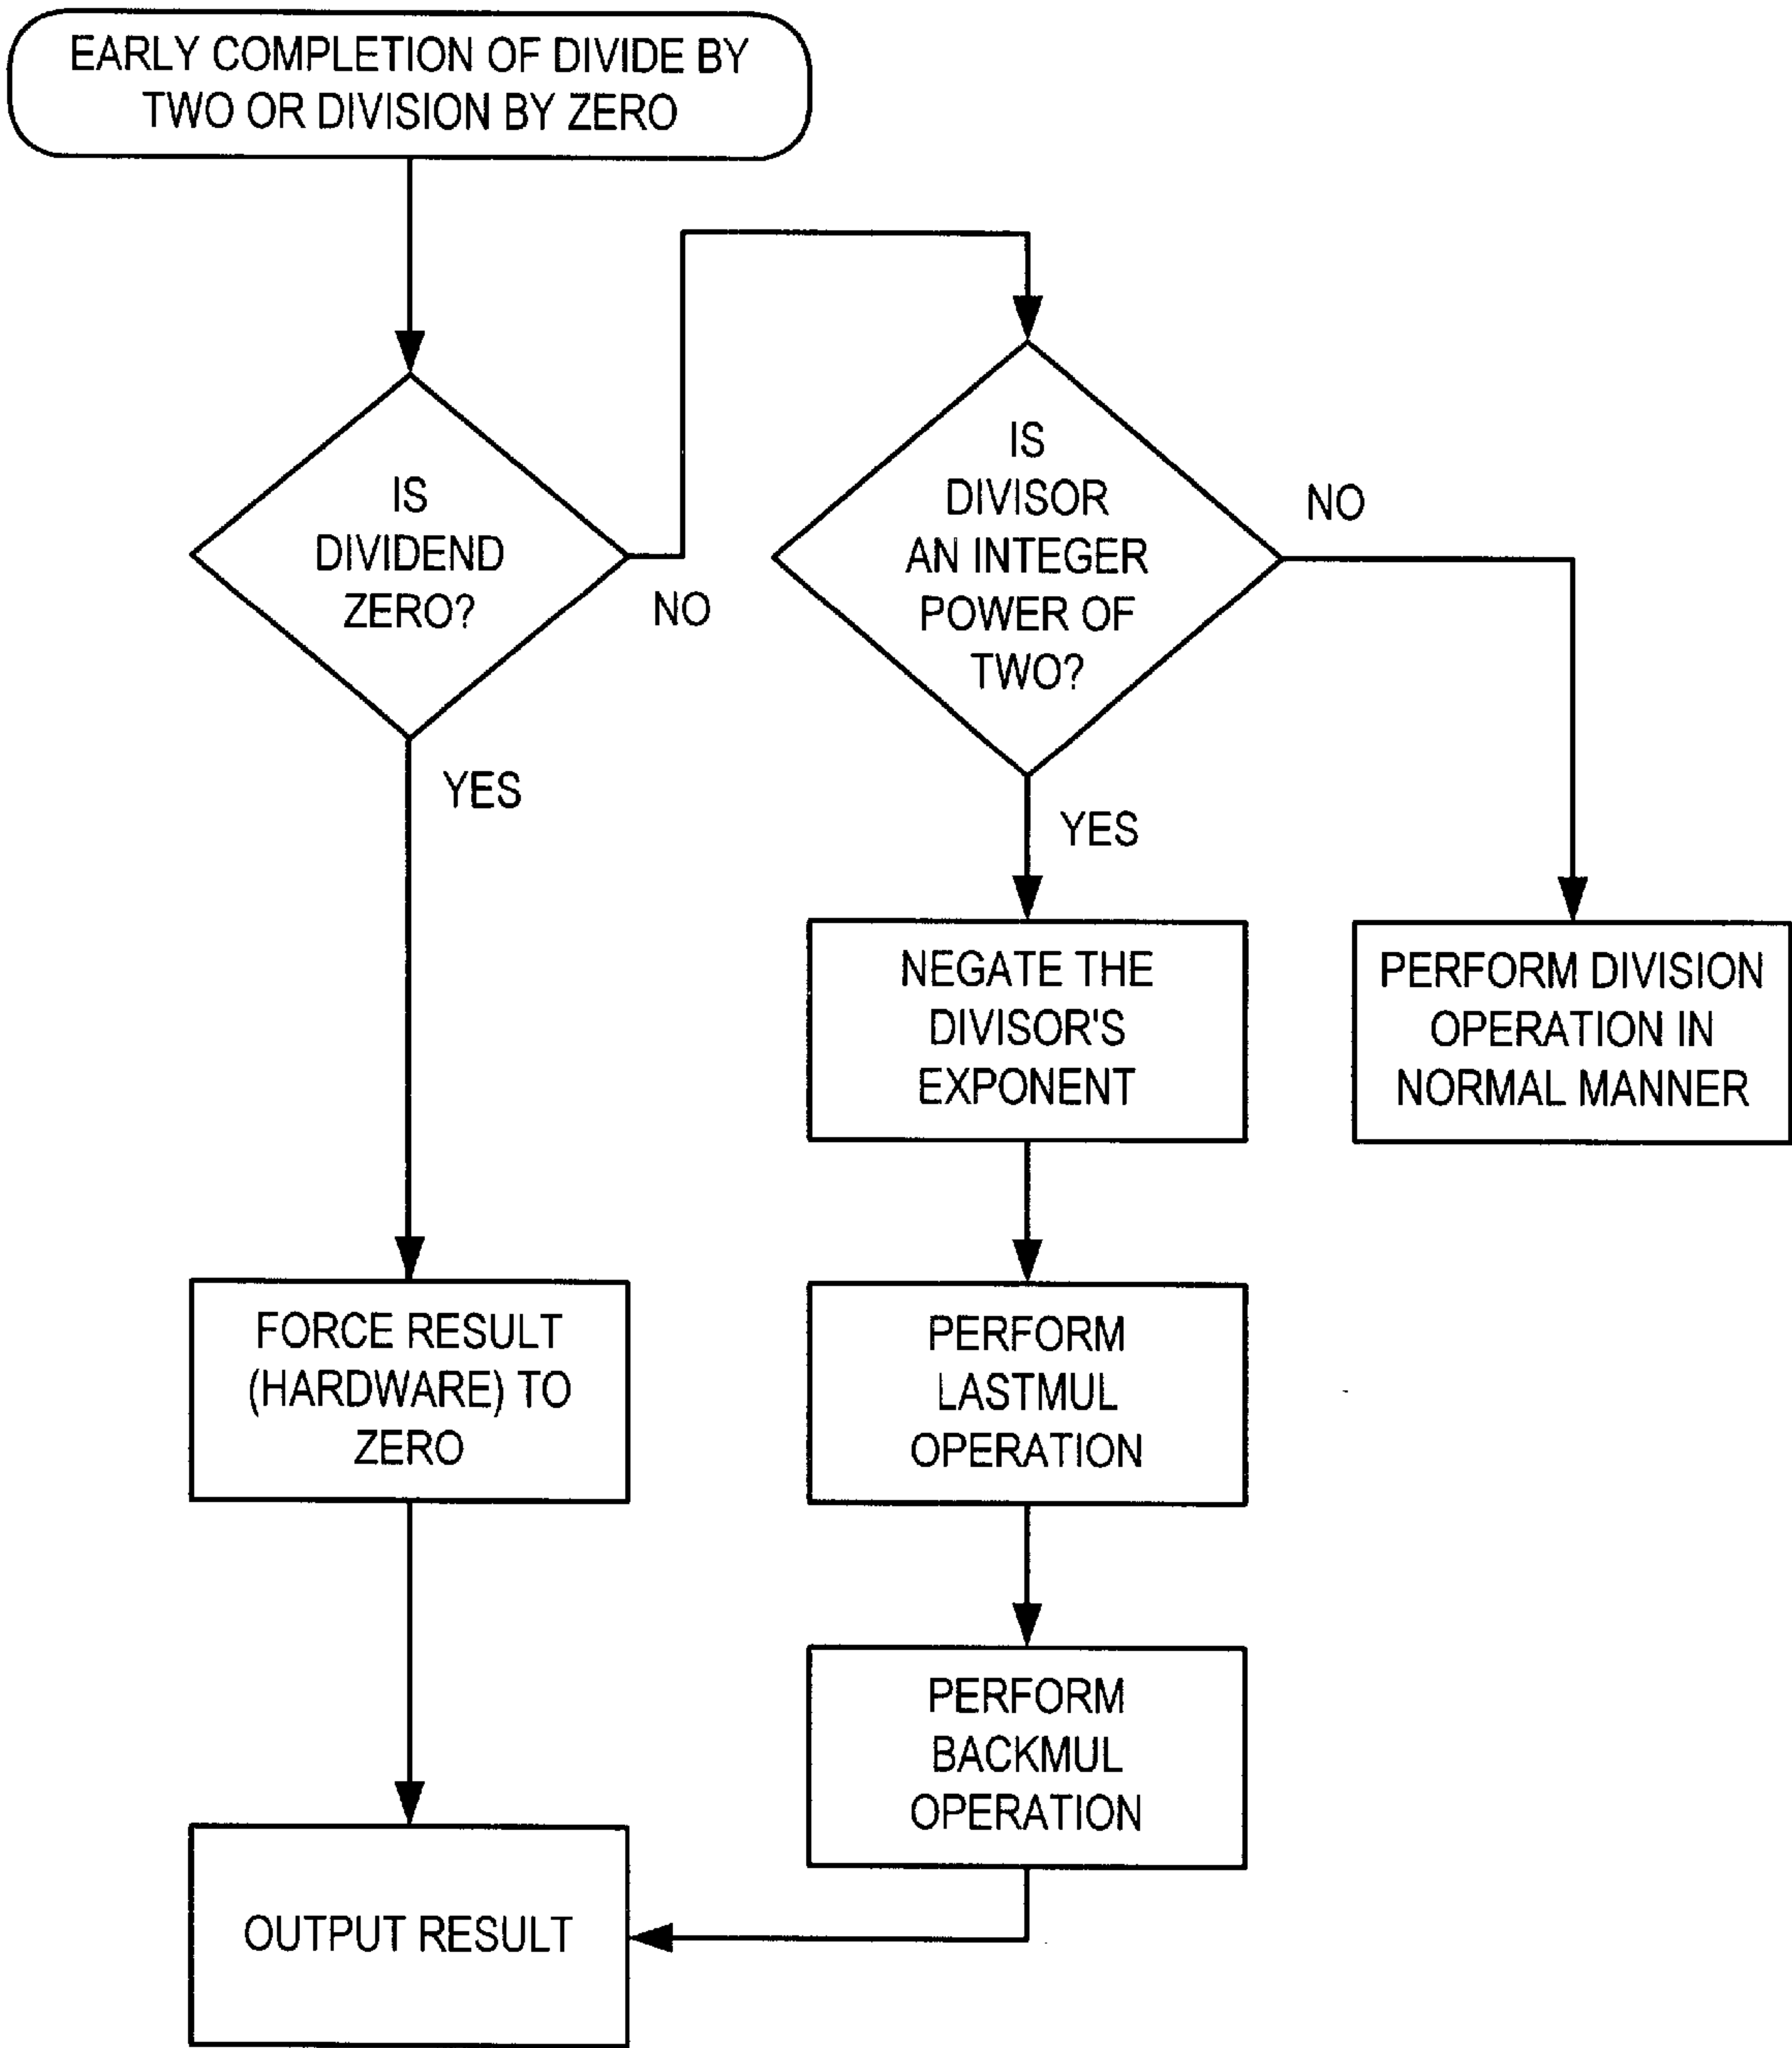 EARLY COMPLETION OF DIVIDE BY
TWO OR DIVISION BY ZERO
IS
DIVIDEND
ZERO?
NO
YES
IS
DIVISOR
AN INTEGER
POWER OF
TWO?
NO
YES
NEGATE THE
DIVISOR'S
EXPONENT
PERFORM DIVISION
OPERATION IN
NORMAL MANNER
FORCE RESULT
(HARDWARE) TO
ZERO
PERFORM
LASTMUL
OPERATION
PERFORM
BACKMUL
OPERATION
OUTPUT RESULT